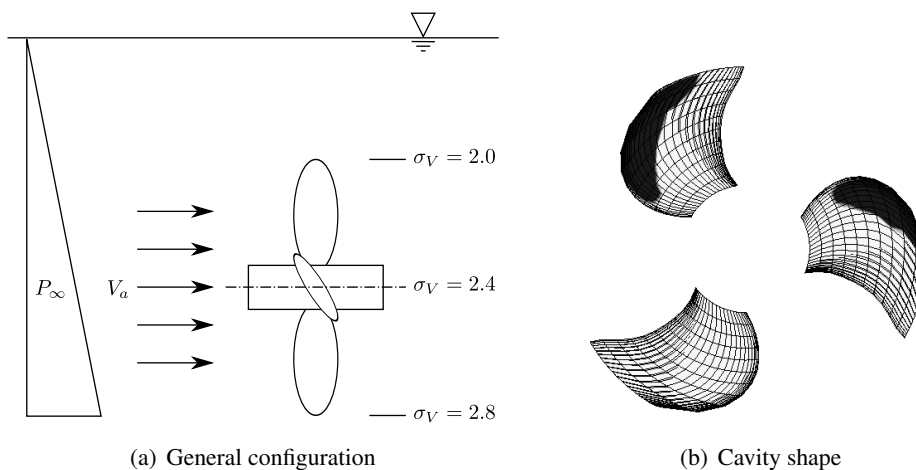 σ_V = 2.0
P_∞
V_a
σ_V = 2.4
σ_V = 2.8
(a) General configuration
(b) Cavity shape